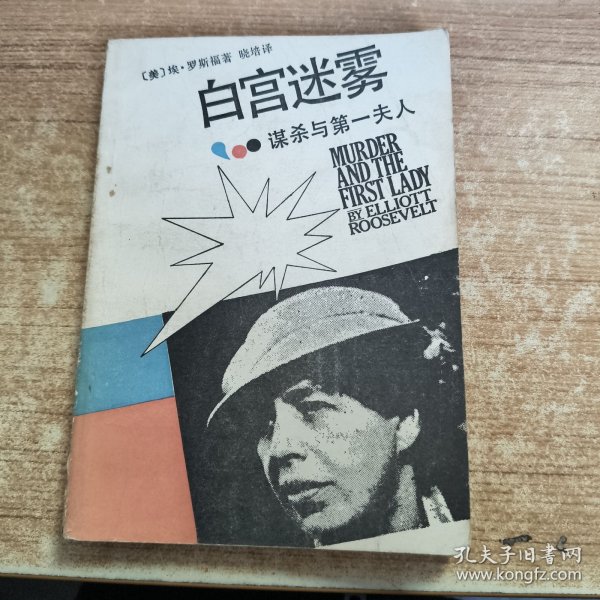 〔美〕埃·罗斯福著 晓培译
白宫迷雾
谋杀与第一夫人
MURDER
AND THE
FIRST LADY
BY ELLIOTT
ROOSEVELT
孔夫子旧书网
www.kongfz.com